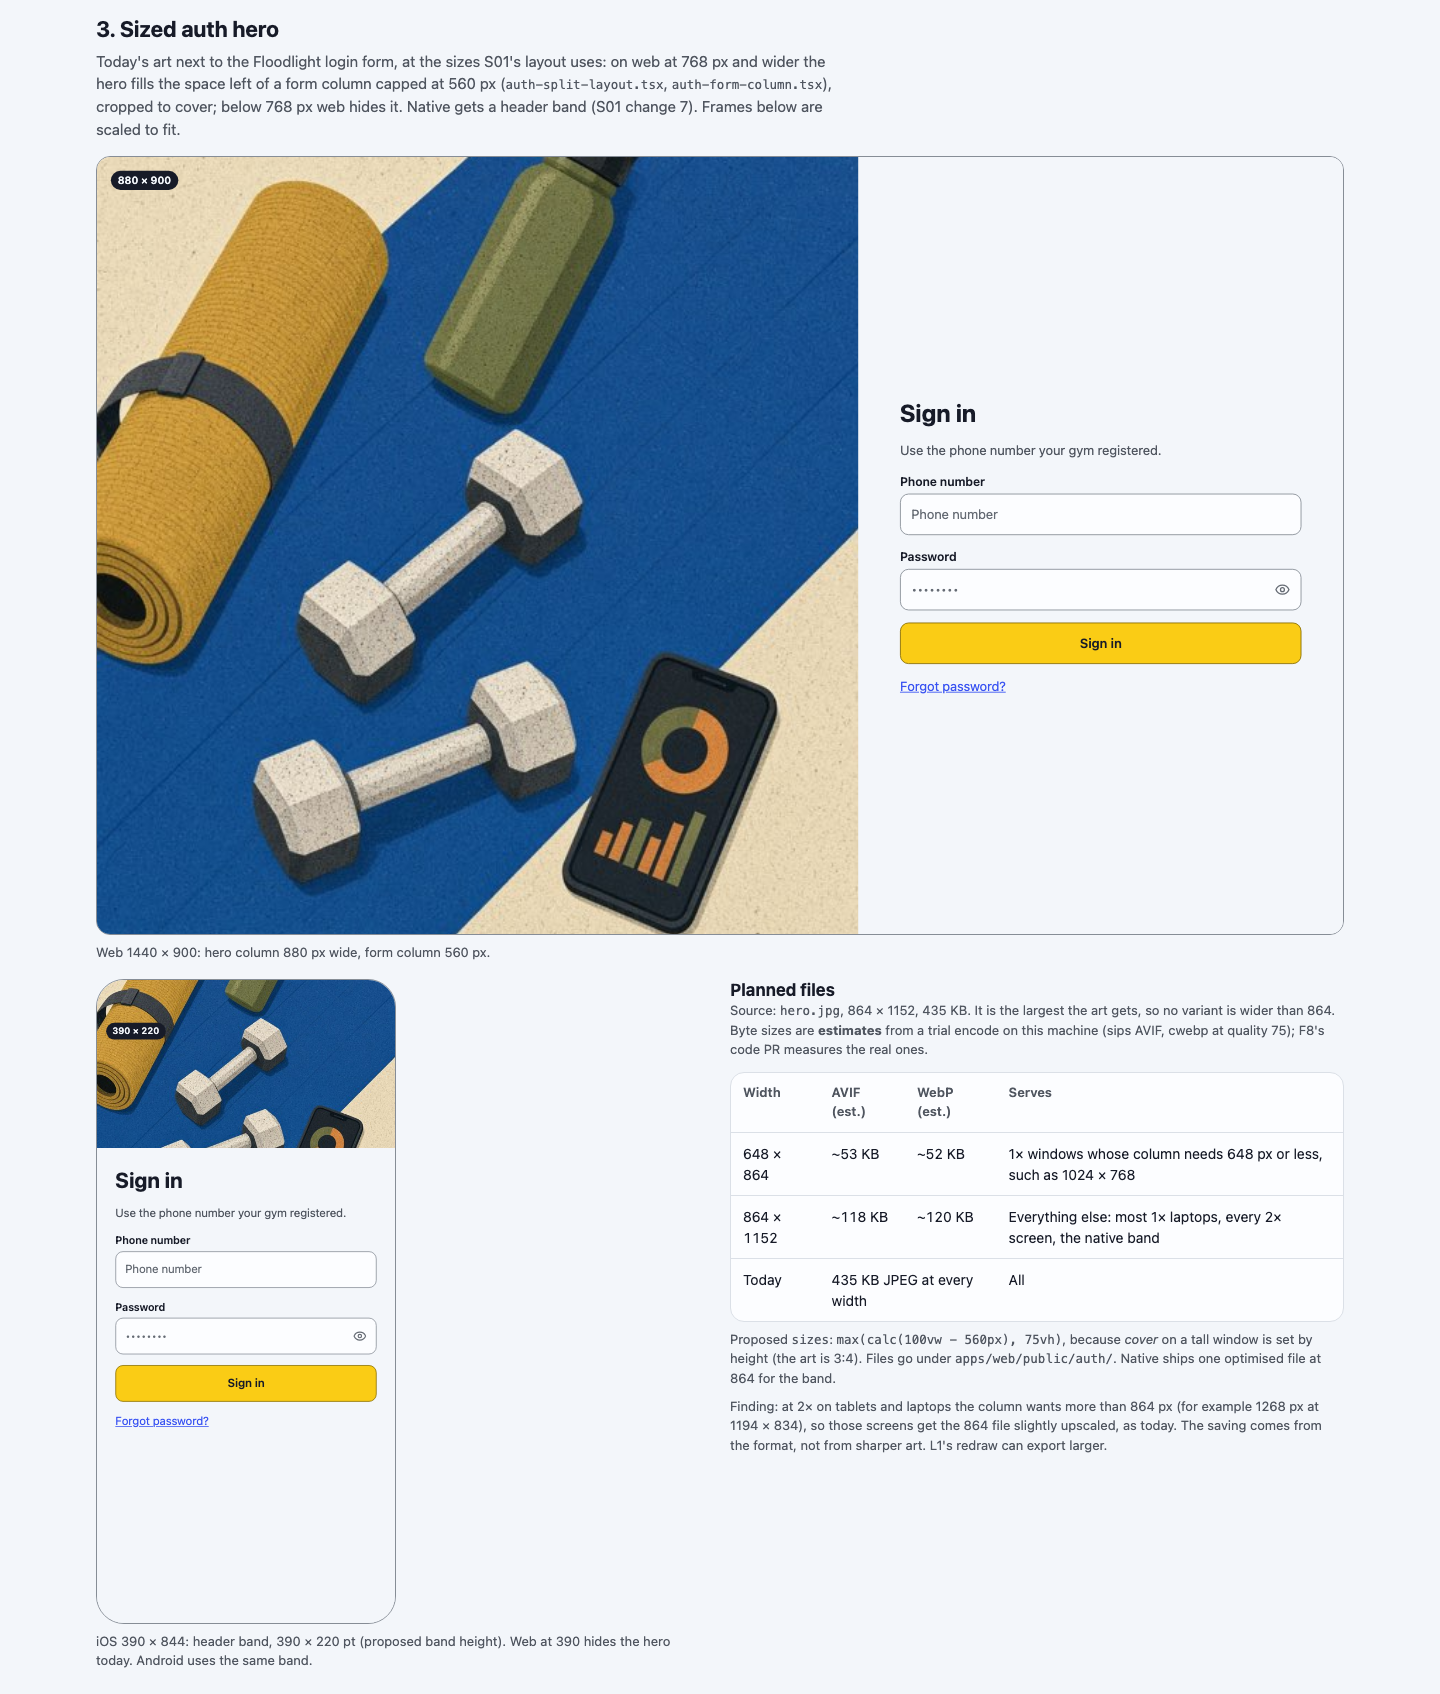 3. Sized auth hero
Today's art next to the Floodlight login form, at the sizes S01's layout uses: on web at 768 px and wider the
hero fills the space left of a form column capped at 560 px (auth-split-layout.tsx, auth-form-column.tsx),
cropped to cover; below 768 px web hides it. Native gets a header band (S01 change 7). Frames below are
scaled to fit.
880 × 900
Sign in
Use the phone number your gym registered.
Phone number
Phone number
Password
••••••••
Sign in
Forgot password?
Web 1440 × 900: hero column 880 px wide, form column 560 px.
390 × 220
Sign in
Use the phone number your gym registered.
Phone number
Phone number
Password
••••••••
Sign in
Forgot password?
iOS 390 × 844: header band, 390 × 220 pt (proposed band height). Web at 390 hides the hero
today. Android uses the same band.
Planned files
Source: hero.jpg, 864 × 1152, 435 KB. It is the largest the art gets, so no variant is wider than 864.
Byte sizes are estimates from a trial encode on this machine (sips AVIF, cwebp at quality 75); F8's
code PR measures the real ones.
Width AVIF (est.) WebP (est.) Serves
648 × 864 ~53 KB ~52 KB 1× windows whose column needs 648 px or less,
such as 1024 × 768
864 × 1152 ~118 KB ~120 KB Everything else: most 1× laptops, every 2×
screen, the native band
Today 435 KB JPEG at every width All
Proposed sizes: max(calc(100vw - 560px), 75vh), because cover on a tall window is set by
height (the art is 3:4). Files go under apps/web/public/auth/. Native ships one optimised file at
864 for the band.
Finding: at 2× on tablets and laptops the column wants more than 864 px (for example 1268 px at
1194 × 834), so those screens get the 864 file slightly upscaled, as today. The saving comes from
the format, not from sharper art. L1's redraw can export larger.